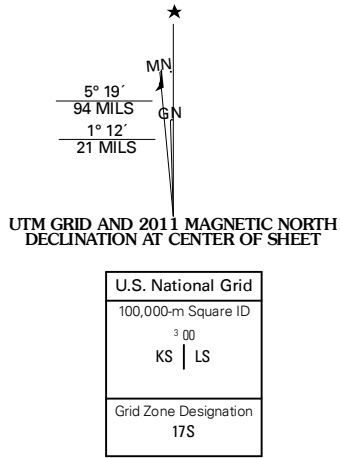 ★
MN
5° 19´
94 MILS
GN
1° 12´
21 MILS
UTM GRID AND 2011 MAGNETIC NORTH
DECLINATION AT CENTER OF SHEET
U.S. National Grid
100,000-m Square ID
3 00
KS LS
Grid Zone Designation
17S